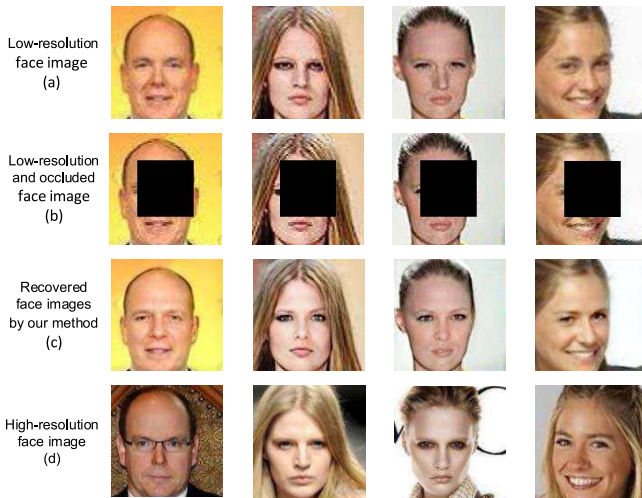 Low-resolution
face image
(a)
Low-resolution
and occluded
face image
(b)
Recovered
face images
by our method
(c)
High-resolution
face image
(d)